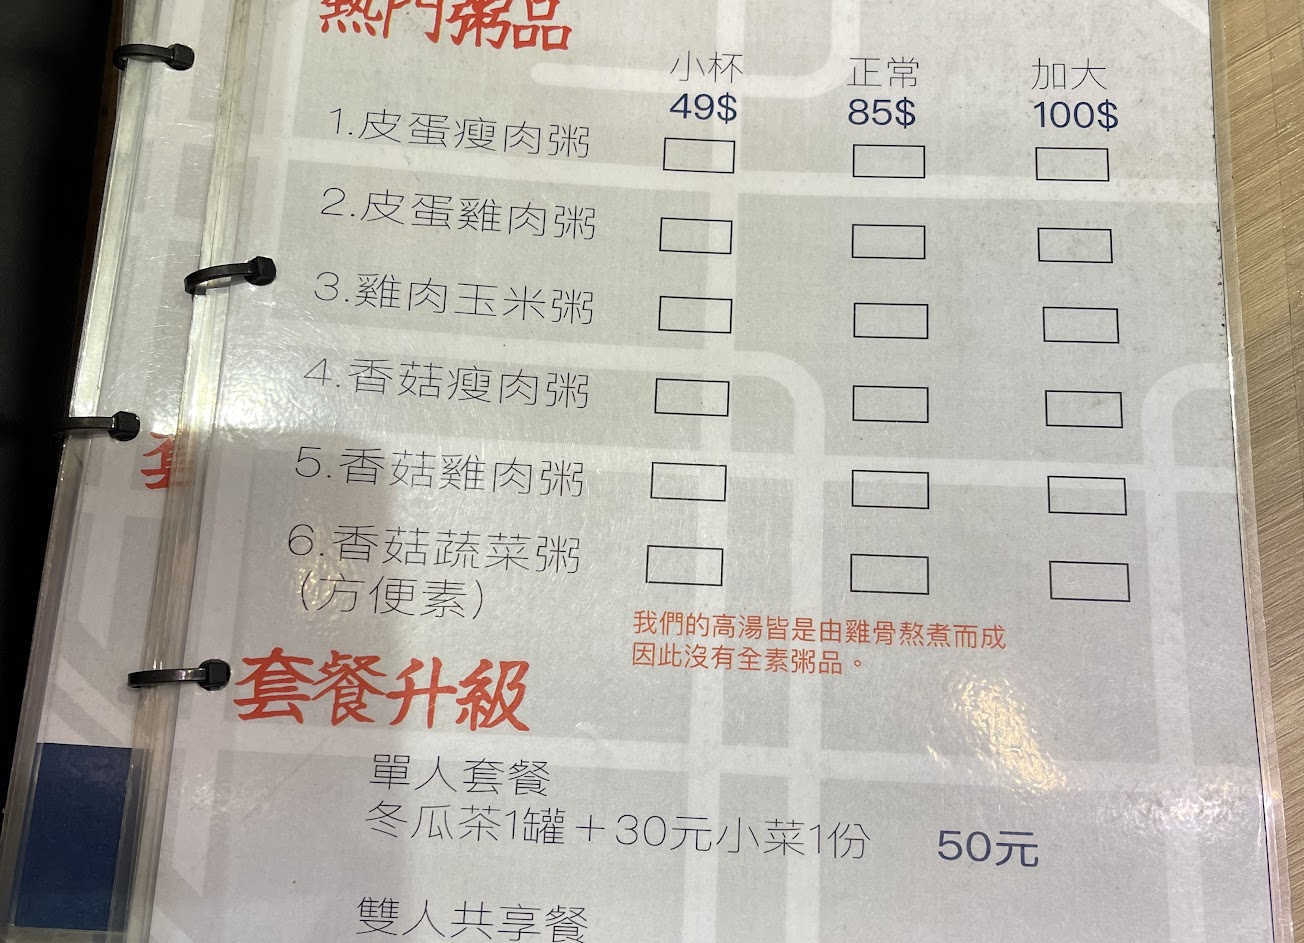 熱門粥品
小杯 正常 加大
49$ 85$ 100$
1.皮蛋瘦肉粥
2.皮蛋雞肉粥
3.雞肉玉米粥
4.香菇瘦肉粥
5.香菇雞肉粥
6.香菇蔬菜粥
(方便素)
我們的高湯皆是由雞骨熬煮而成
因此沒有全素粥品。
套餐升級
單人套餐
冬瓜茶1罐＋30元小菜1份 50元
雙人共享餐
套